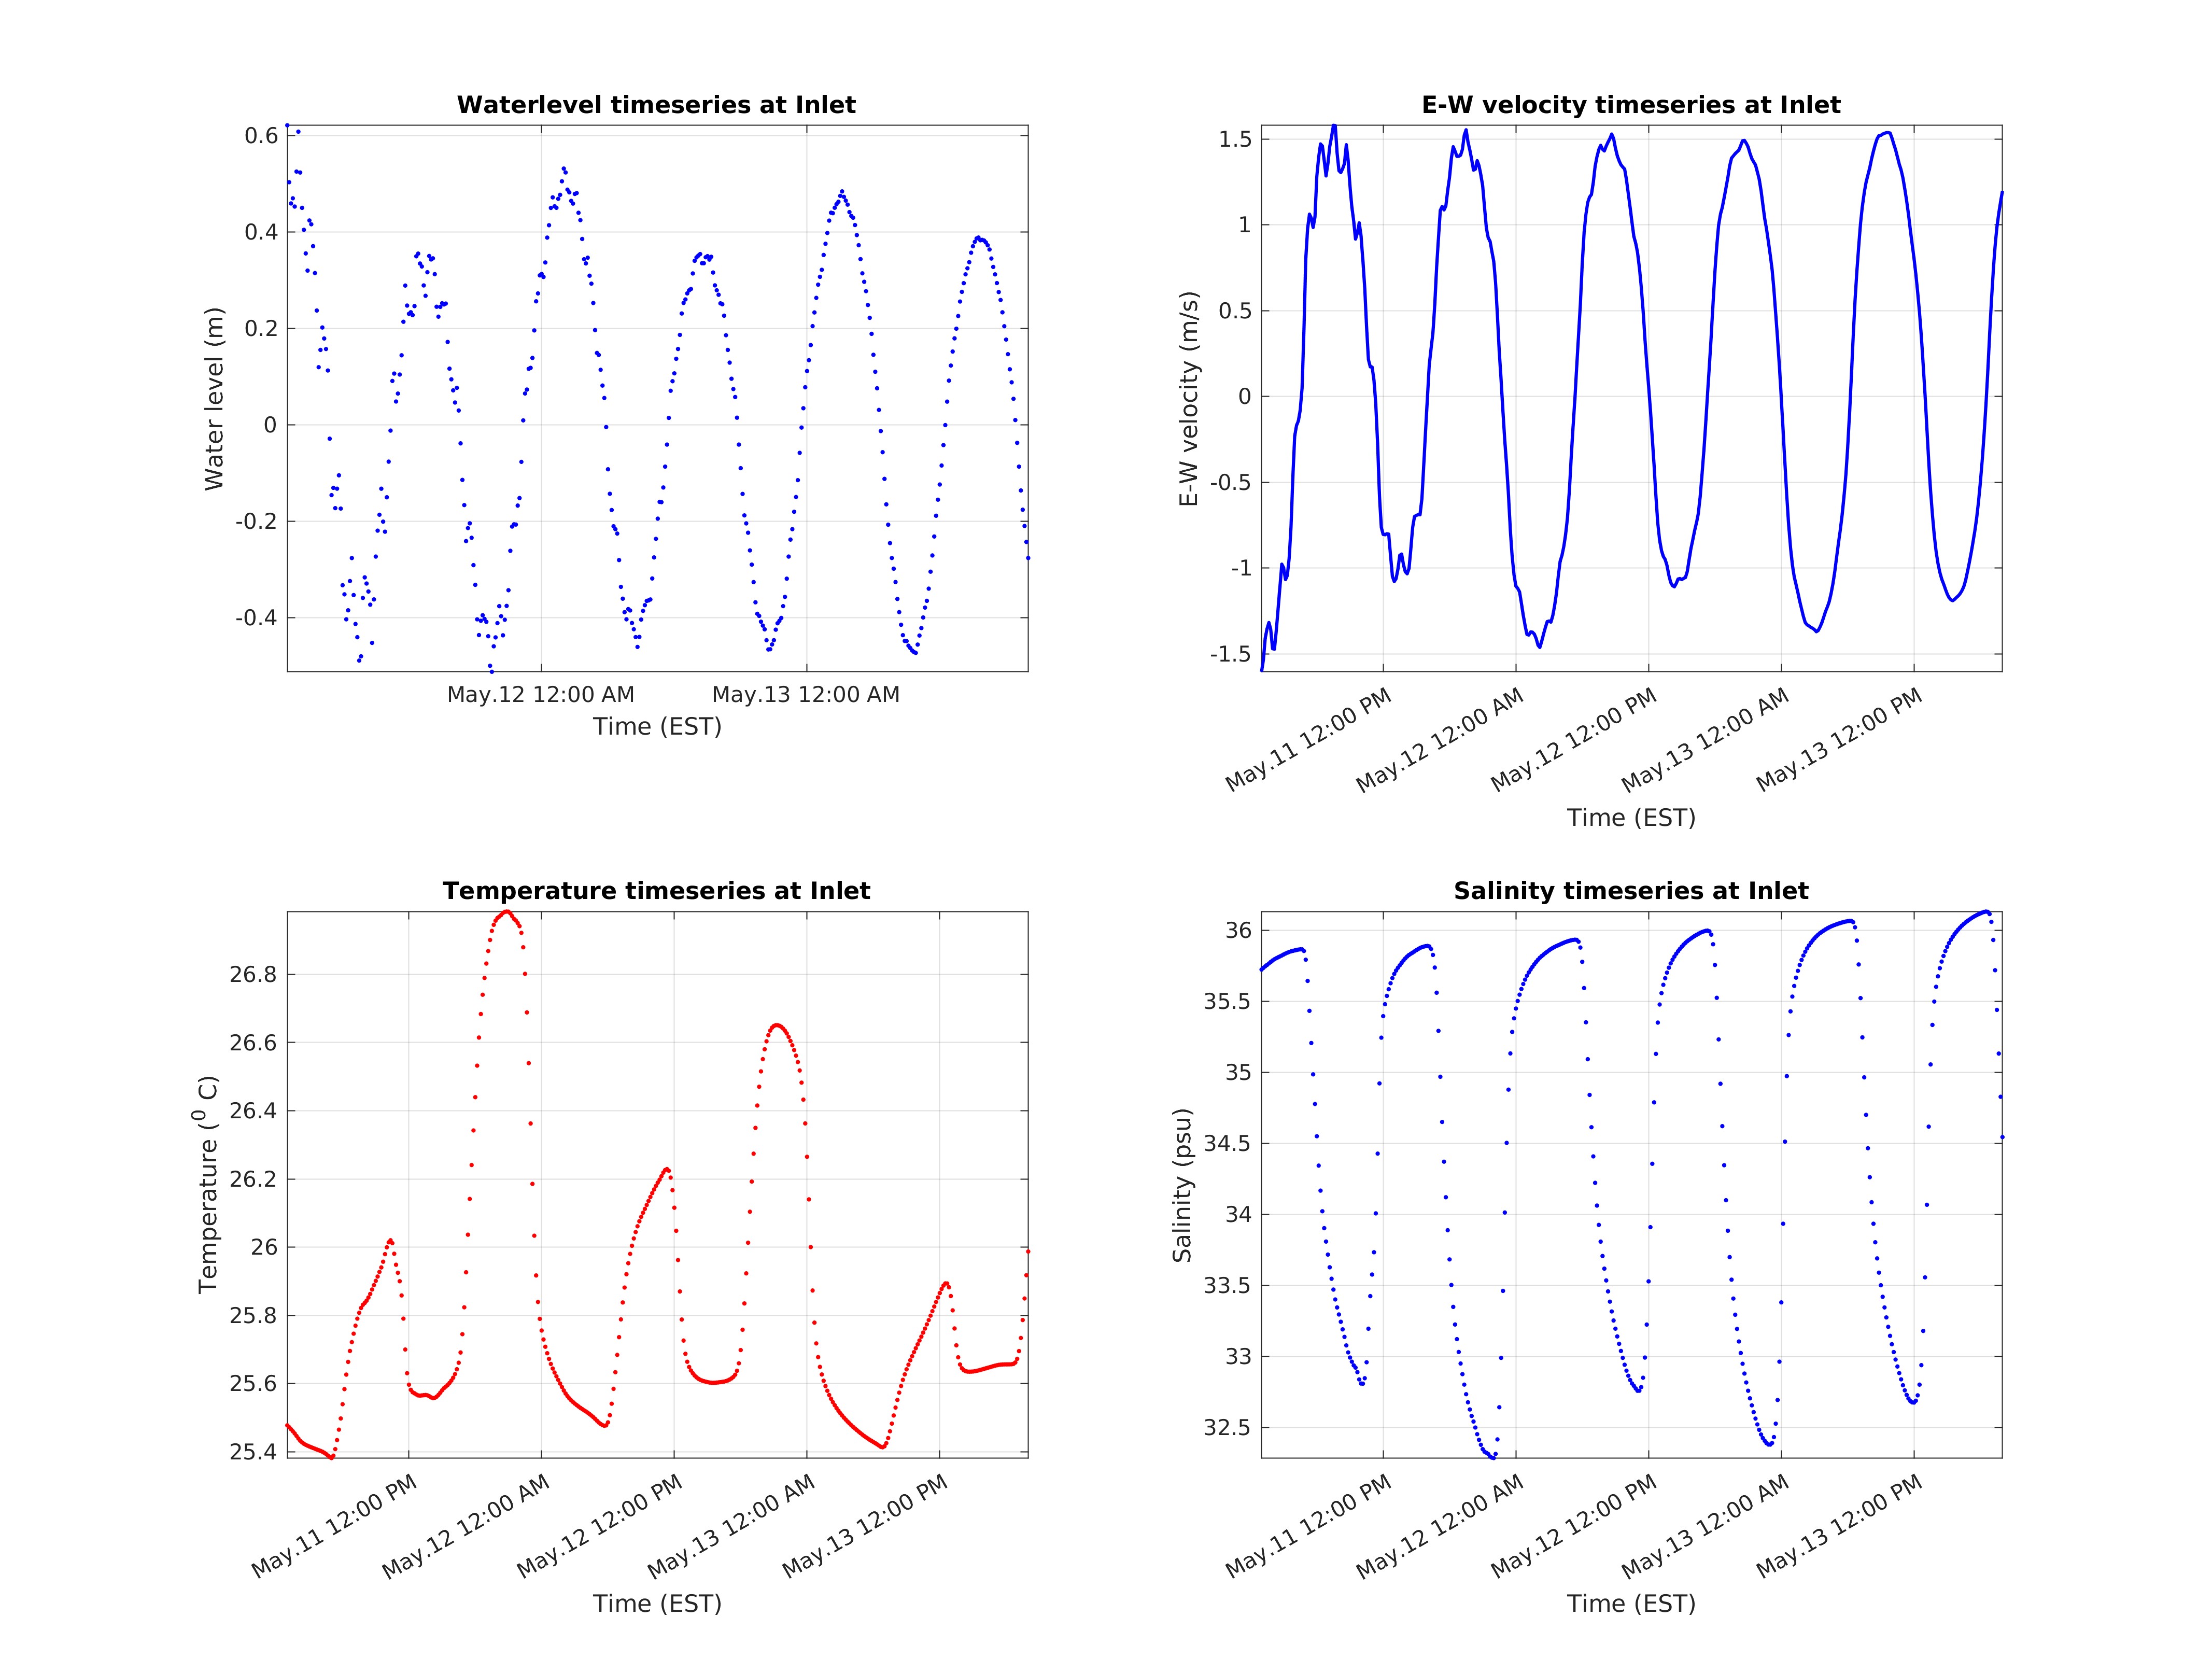 Waterlevel timeseries at Inlet
0.6
0.4
0.2
0
-0.2
-0.4
Water level (m)
May.12 12:00 AM
May.13 12:00 AM
Time (EST)
E-W velocity timeseries at Inlet
1.5
1
0.5
0
-0.5
-1
-1.5
E-W velocity (m/s)
May.11 12:00 PM
May.12 12:00 AM
May.12 12:00 PM
May.13 12:00 AM
May.13 12:00 PM
Time (EST)
Temperature timeseries at Inlet
26.8
26.6
26.4
26.2
26
25.8
25.6
25.4
Temperature (⁰ C)
May.11 12:00 PM
May.12 12:00 AM
May.12 12:00 PM
May.13 12:00 AM
May.13 12:00 PM
Time (EST)
Salinity timeseries at Inlet
36
35.5
35
34.5
34
33.5
33
32.5
Salinity (psu)
May.11 12:00 PM
May.12 12:00 AM
May.12 12:00 PM
May.13 12:00 AM
May.13 12:00 PM
Time (EST)